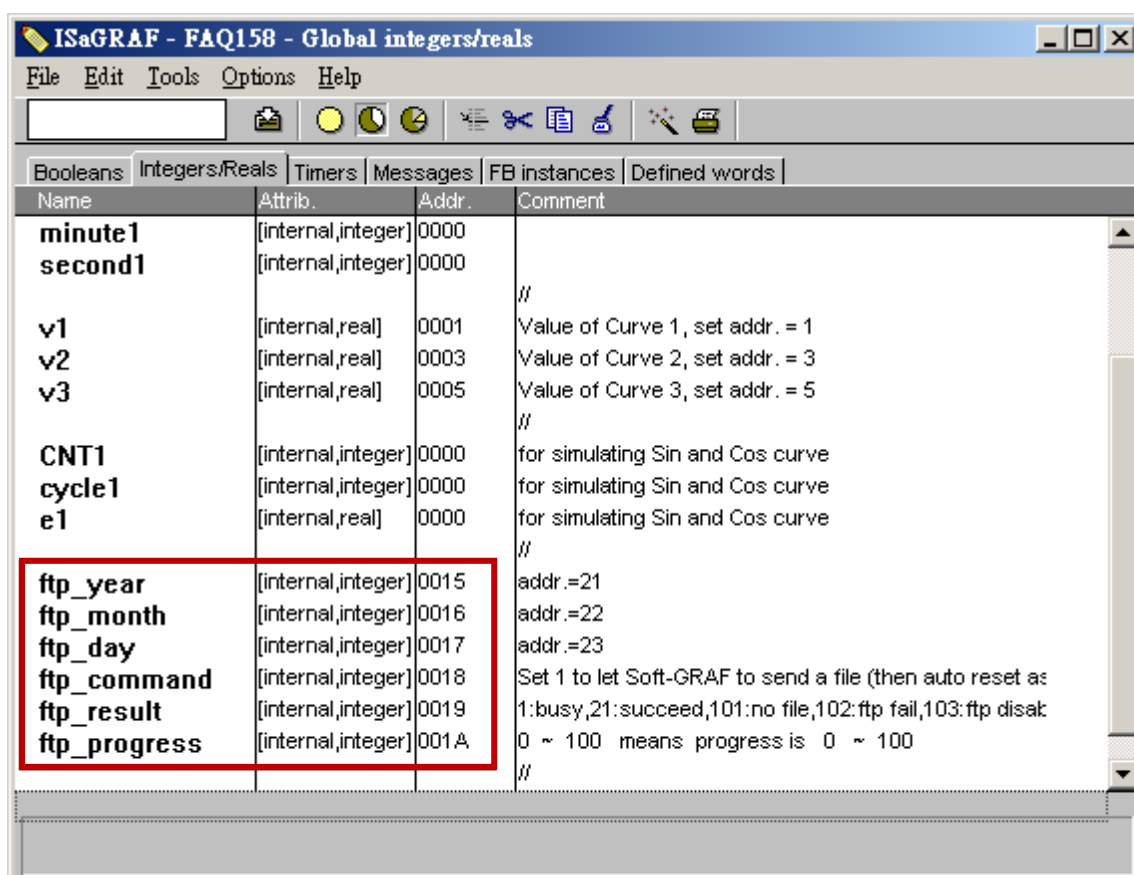 ISaGRAF - FAQ158 - Global integers/reals
File Edit Tools Options Help
Booleans Integers/Reals Timers Messages FB instances Defined words
Name Attrib. Addr. Comment
minute1 [internal,integer] 0000
second1 [internal,integer] 0000
//
v1 [internal,real] 0001 Value of Curve 1, set addr. = 1
v2 [internal,real] 0003 Value of Curve 2, set addr. = 3
v3 [internal,real] 0005 Value of Curve 3, set addr. = 5
//
CNT1 [internal,integer] 0000 for simulating Sin and Cos curve
cycle1 [internal,integer] 0000 for simulating Sin and Cos curve
e1 [internal,real] 0000 for simulating Sin and Cos curve
//
ftp_year [internal,integer] 0015 addr.=21
ftp_month [internal,integer] 0016 addr.=22
ftp_day [internal,integer] 0017 addr.=23
ftp_command [internal,integer] 0018 Set 1 to let Soft-GRAF to send a file (then auto reset as
ftp_result [internal,integer] 0019 1:busy,21:succeed,101:no file,102:ftp fail,103:ftp disab
ftp_progress [internal,integer] 001A 0 ~ 100 means progress is 0 ~ 100
//